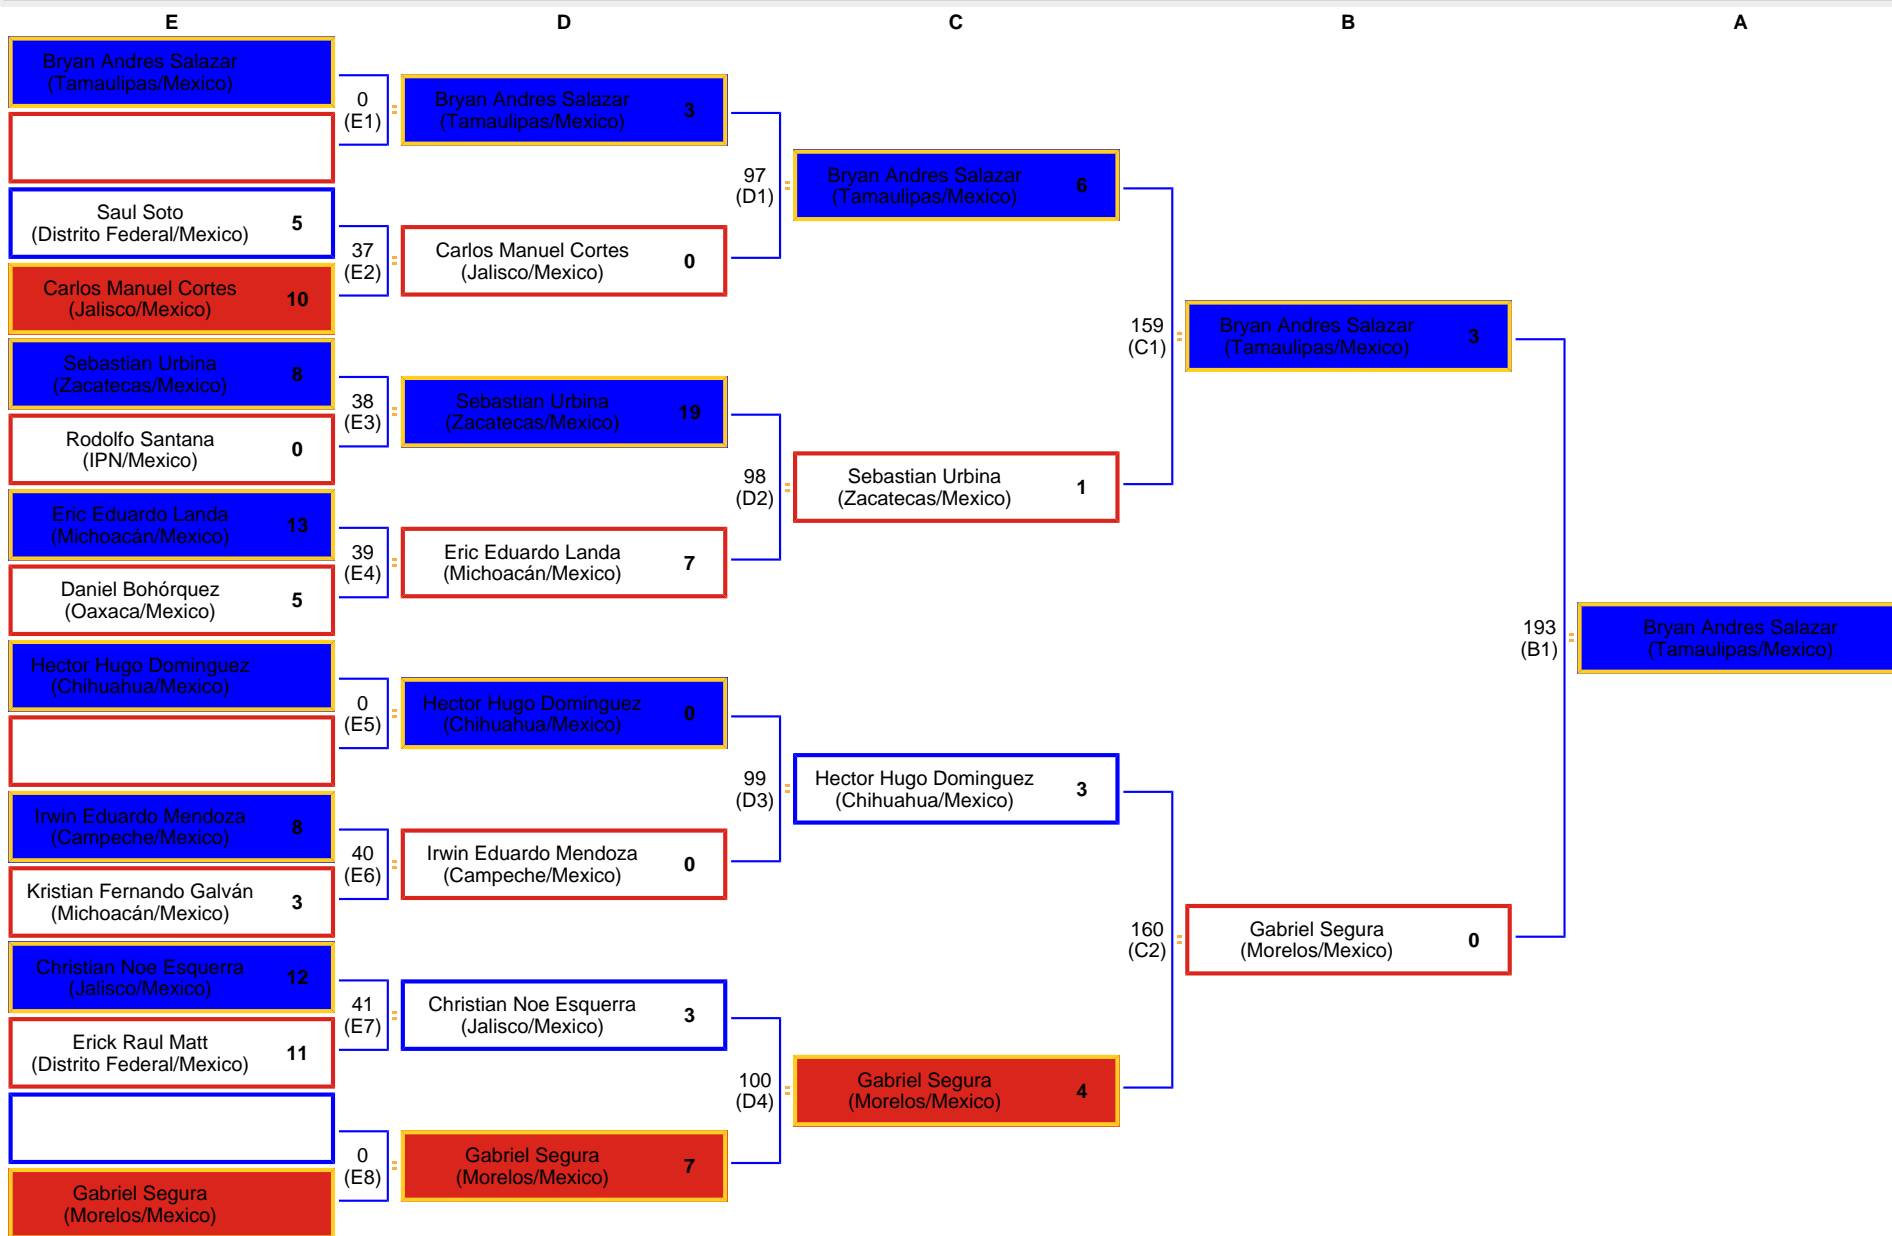 E D C B A
Bryan Andres Salazar
(Tamaulipas/Mexico)
0
(E1)
Saul Soto
(Distrito Federal/Mexico) 5
37
(E2)
Carlos Manuel Cortes
(Jalisco/Mexico) 10
Sebastian Urbina
(Zacatecas/Mexico) 8
38
(E3)
Rodolfo Santana
(IPN/Mexico) 0
Eric Eduardo Landa
(Michoacán/Mexico) 13
39
(E4)
Daniel Bohórquez
(Oaxaca/Mexico) 5
Hector Hugo Dominguez
(Chihuahua/Mexico)
0
(E5)
Irwin Eduardo Mendoza
(Campeche/Mexico) 8
40
(E6)
Kristian Fernando Galván
(Michoacán/Mexico) 3
Christian Noe Esquerra
(Jalisco/Mexico) 12
41
(E7)
Erick Raul Matt
(Distrito Federal/Mexico) 11
0
(E8)
Gabriel Segura
(Morelos/Mexico)
Bryan Andres Salazar
(Tamaulipas/Mexico) 3
97
(D1)
Carlos Manuel Cortes
(Jalisco/Mexico) 0
Sebastian Urbina
(Zacatecas/Mexico) 19
98
(D2)
Eric Eduardo Landa
(Michoacán/Mexico) 7
Hector Hugo Dominguez
(Chihuahua/Mexico) 0
99
(D3)
Irwin Eduardo Mendoza
(Campeche/Mexico) 0
Christian Noe Esquerra
(Jalisco/Mexico) 3
100
(D4)
Gabriel Segura
(Morelos/Mexico) 7
Bryan Andres Salazar
(Tamaulipas/Mexico) 6
159
(C1)
Sebastian Urbina
(Zacatecas/Mexico) 1
Hector Hugo Dominguez
(Chihuahua/Mexico) 3
160
(C2)
Gabriel Segura
(Morelos/Mexico) 4
Bryan Andres Salazar
(Tamaulipas/Mexico) 3
193
(B1)
Gabriel Segura
(Morelos/Mexico) 0
Bryan Andres Salazar
(Tamaulipas/Mexico)